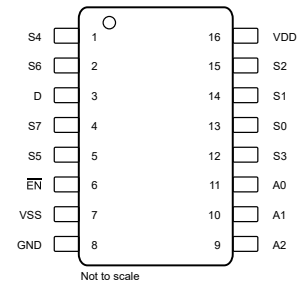 S4 1 16 VDD
S6 2 15 S2
D 3 14 S1
S7 4 13 S0
S5 5 12 S3
E̅N̅ 6 11 A0
VSS 7 10 A1
GND 8 9 A2
Not to scale